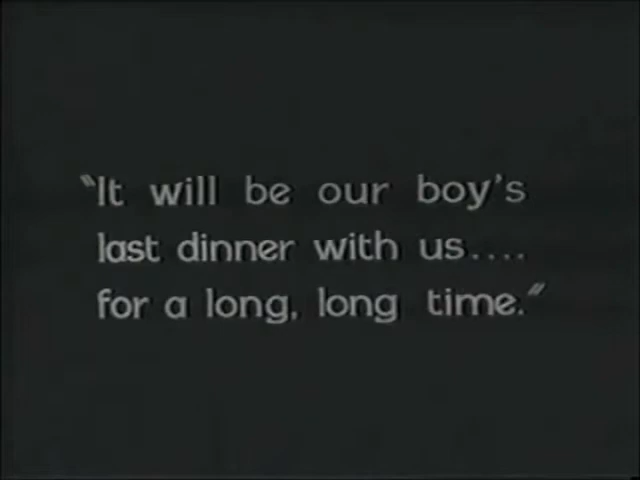 "It will be our boy's
last dinner with us....
for a long, long time."